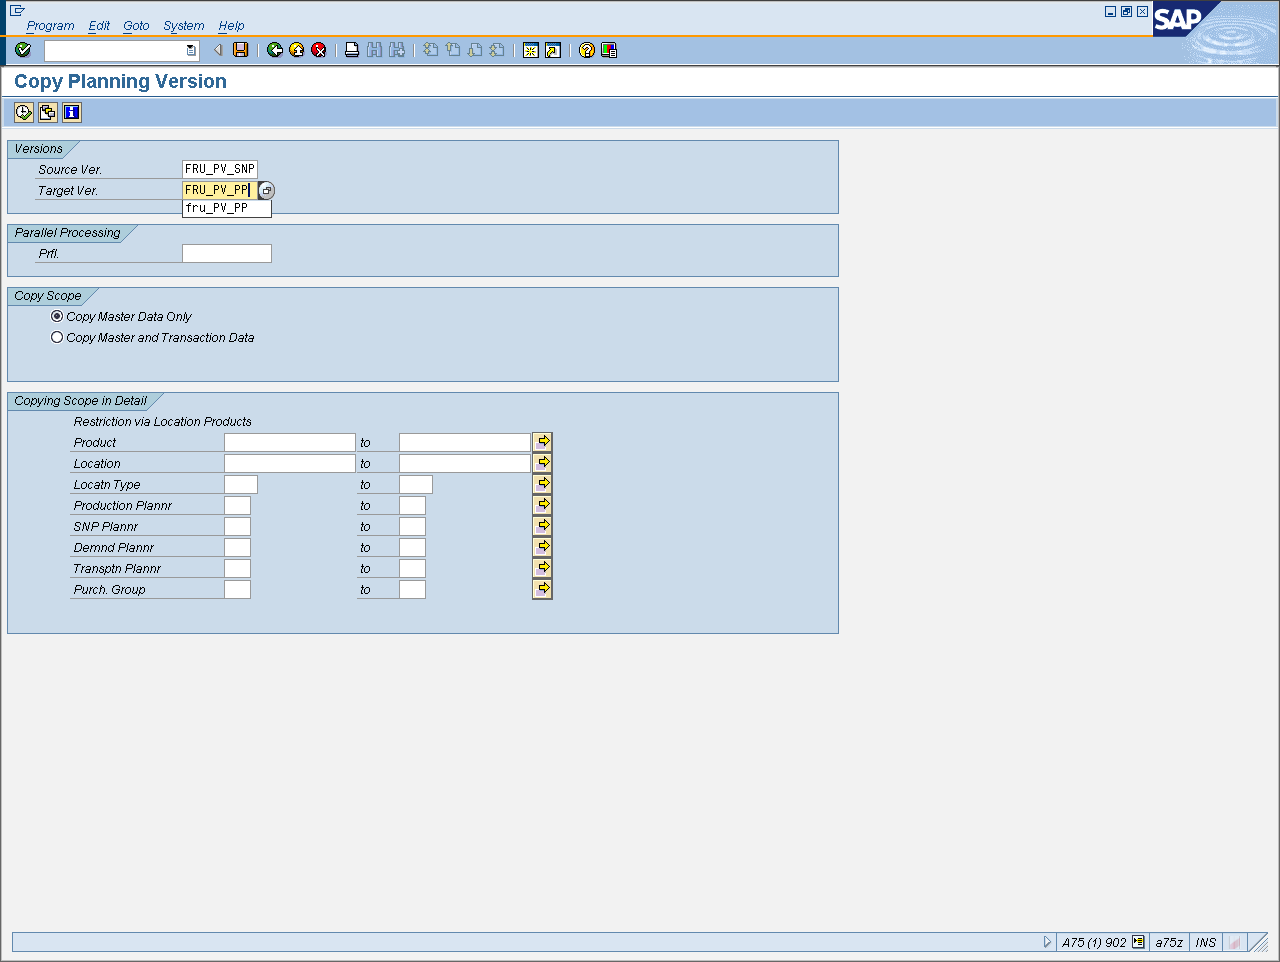 Program Edit Goto System Help
SAP
Copy Planning Version
Versions
Source Ver. FRU_PV_SNP
Target Ver. FRU_PV_PP
fru_PV_PP
Parallel Processing
Prfl.
Copy Scope
Copy Master Data Only
Copy Master and Transaction Data
Copying Scope in Detail
Restriction via Location Products
Product to
Location to
Locatn Type to
Production Plannr to
SNP Plannr to
Demnd Plannr to
Transptn Plannr to
Purch. Group to
A75 (1) 902 a75z INS